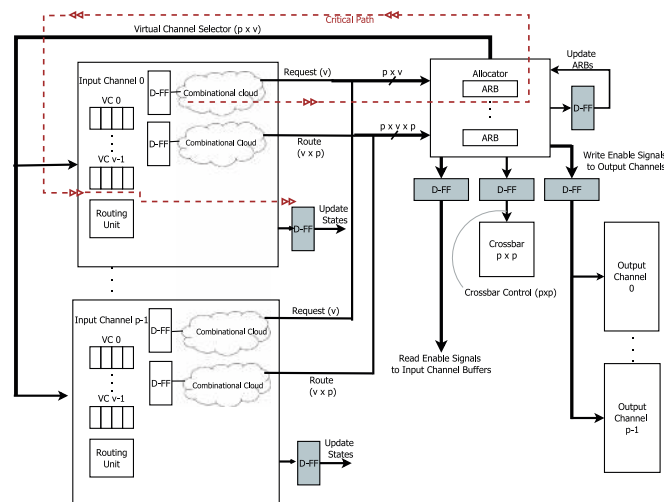 Virtual Channel Selector (p x v)
Critical Path
Input Channel 0
D-FF
Combinational cloud
VC 0
D-FF
Combinational Cloud
VC v-1
Routing
Unit
Request (v)
Route
(v x p)
p x v
p x v x p
Allocator
ARB
ARB
Update
ARBs
D-FF
Write Enable Signals
to Output Channels
D-FF
D-FF
D-FF
D-FF
Update
States
Crossbar
p x p
Crossbar Control (pxp)
Output
Channel
0
Input Channel p-1
D-FF
Combinational Cloud
VC 0
D-FF
Combinational Cloud
VC v-1
Routing
Unit
Request (v)
Route
(v x p)
Read Enable Signals
to Input Channel Buffers
D-FF
Update
States
Output
Channel
p-1